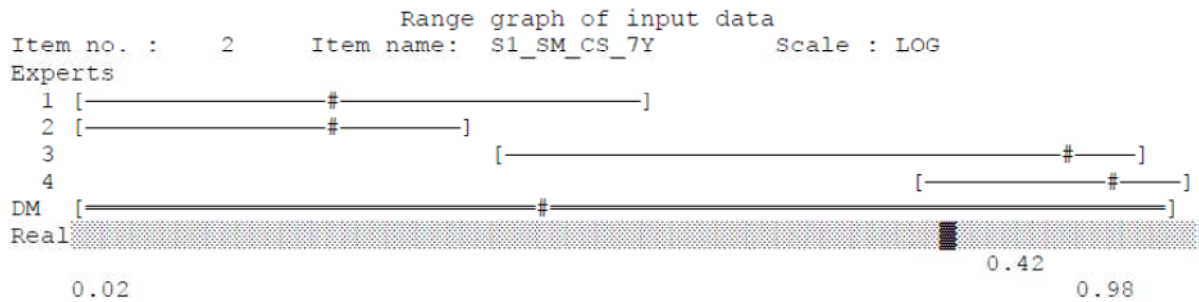 Range graph of input data
Item no. : 2 Item name: S1_SM_CS_7Y Scale : LOG
Experts
1 [————#————]
2 [————#———]
3 [—————————#——]
4 [————#——]
DM [═══════#═══════════]
Real
0.42
0.02 0.98